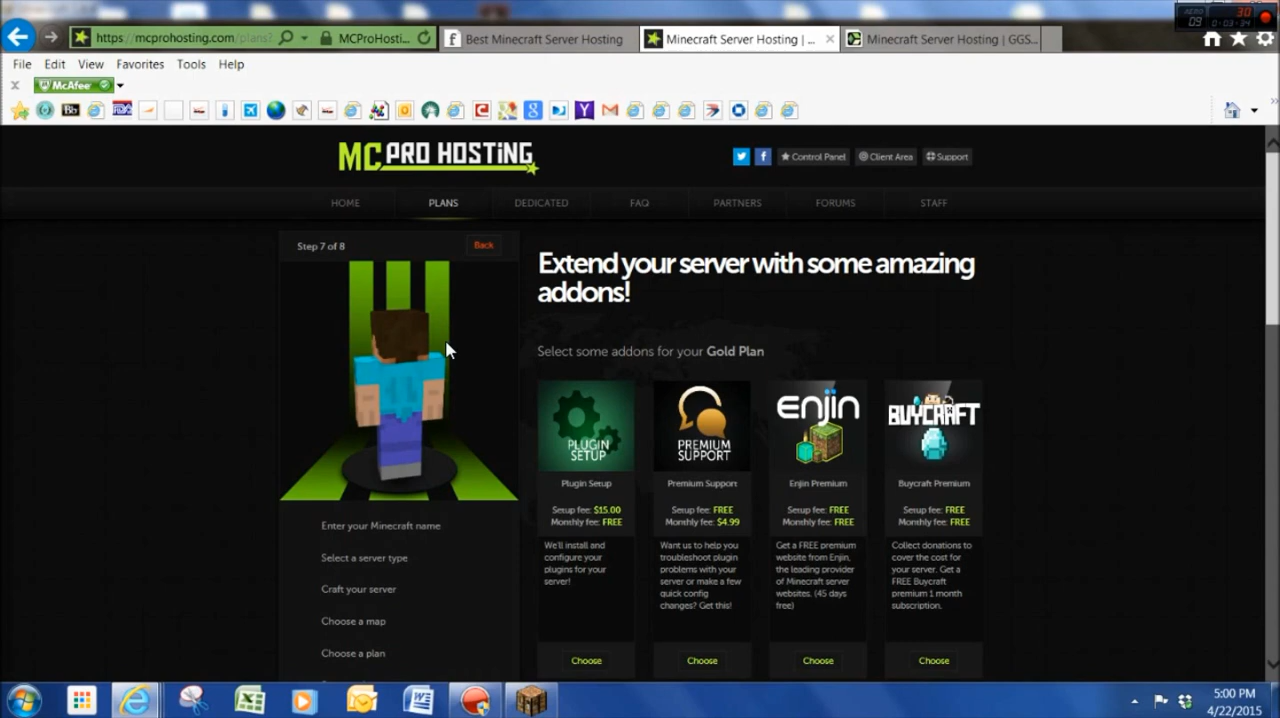 AERO
09
30
0:03:34
https://mcprohosting.com/plans?
MCProHosti...
Best Minecraft Server Hosting
Minecraft Server Hosting | ...
Minecraft Server Hosting | GGS...
File Edit View Favorites Tools Help
McAfee
MC PRO HOSTING
Control Panel
Client Area
Support
HOME
PLANS
DEDICATED
FAQ
PARTNERS
FORUMS
STAFF
Step 7 of 8
Back
Enter your Minecraft name
Select a server type
Craft your server
Choose a map
Choose a plan
Extend your server with some amazing
addons!
Select some addons for your Gold Plan
PLUGIN
SETUP
Plugin Setup
Setup fee: $15.00
Monthly fee: FREE
We'll install and
configure your
plugins for your
server!
Choose
PREMIUM
SUPPORT
Premium Support
Setup fee: FREE
Monthly fee: $4.99
Want us to help you
troubleshoot plugin
problems with your
server or make a few
quick config
changes? Get this!
Choose
enjin
Enjin Premium
Setup fee: FREE
Monthly fee: FREE
Get a FREE premium
website from Enjin,
the leading provider
of Minecraft server
websites. (45 days
free)
Choose
BUYCRAFT
Buycraft Premium
Setup fee: FREE
Monthly fee: FREE
Collect donations to
cover the cost for
your server. Get a
FREE Buycraft
premium 1 month
subscription.
Choose
5:00 PM
4/22/2015